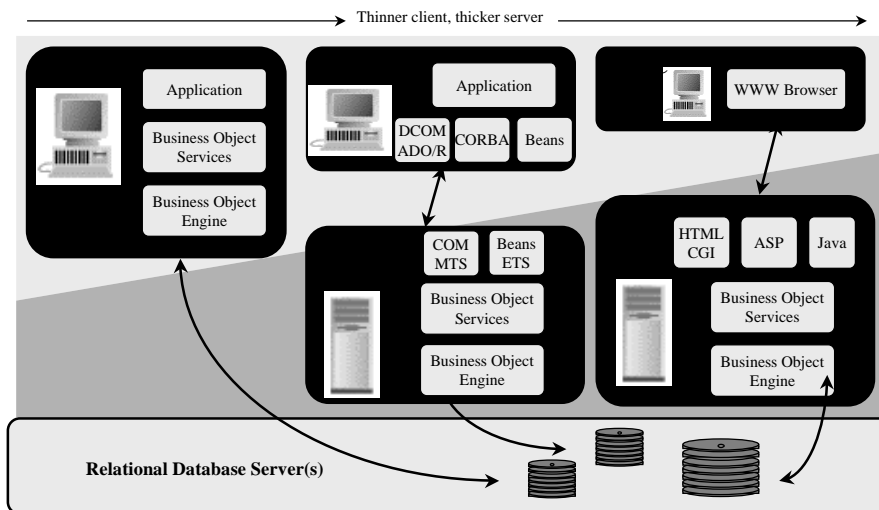 Thinner client, thicker server
Application
Business Object
Services
Business Object
Engine
Application
DCOM
ADO/R
CORBA
Beans
COM
MTS
Beans
ETS
Business Object
Services
Business Object
Engine
WWW Browser
HTML
CGI
ASP
Java
Business Object
Services
Business Object
Engine
Relational Database Server(s)